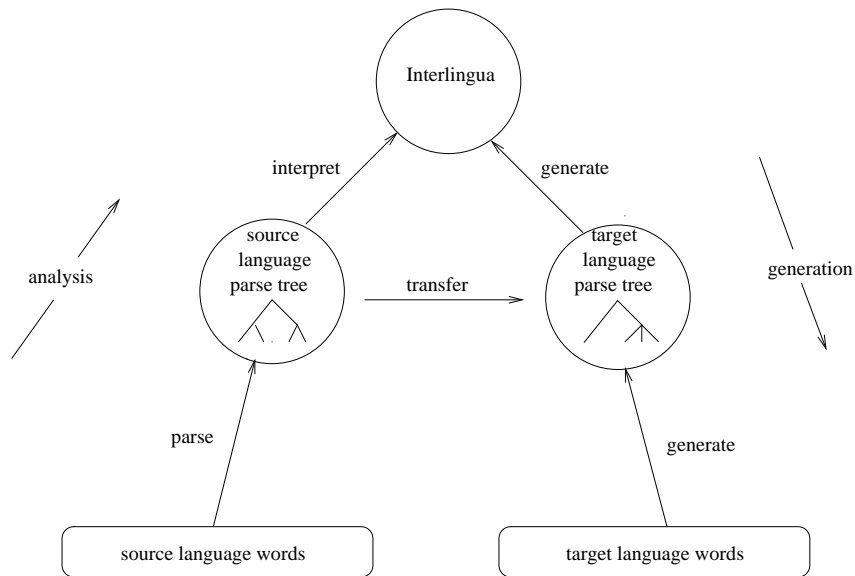 Interlingua
interpret
generate
source
language
parse tree
target
language
parse tree
analysis
transfer
generation
parse
generate
source language words
target language words